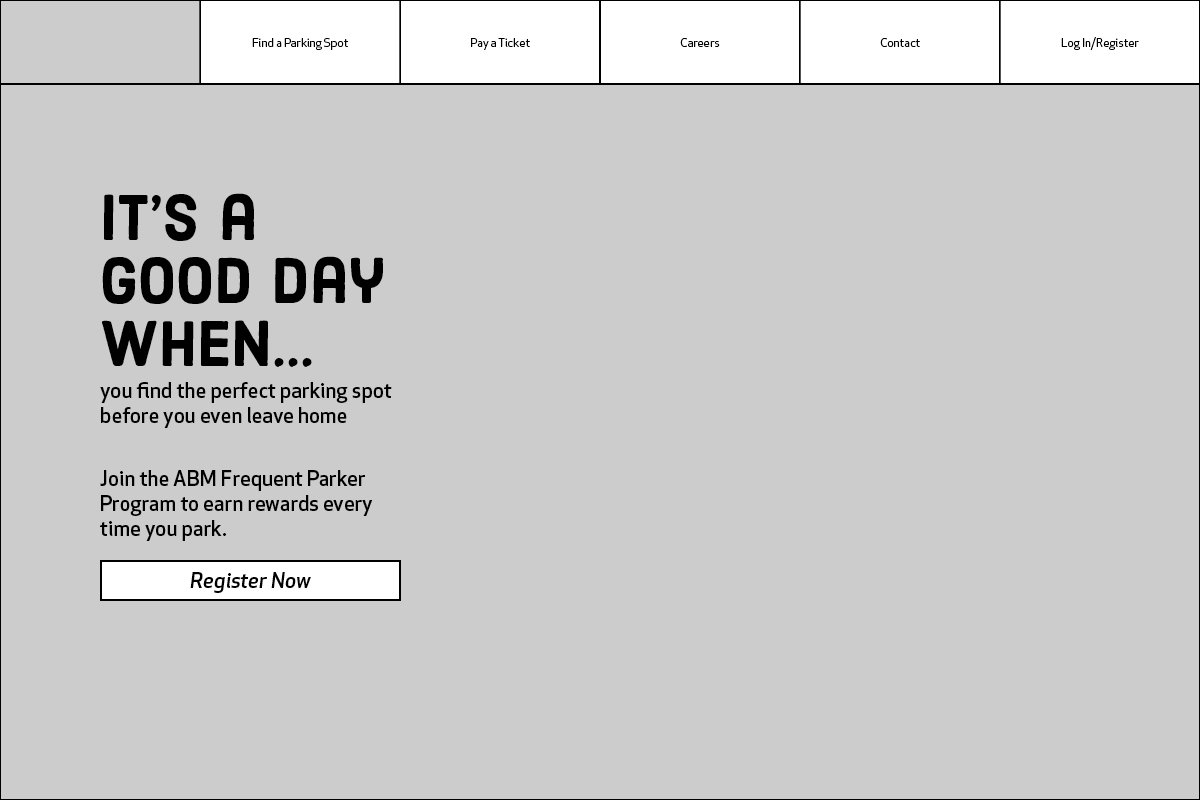 Find a Parking Spot
Pay a Ticket
Careers
Contact
Log In/Register
IT’S A
GOOD DAY
WHEN...
you find the perfect parking spot
before you even leave home
Join the ABM Frequent Parker
Program to earn rewards every
time you park.
Register Now